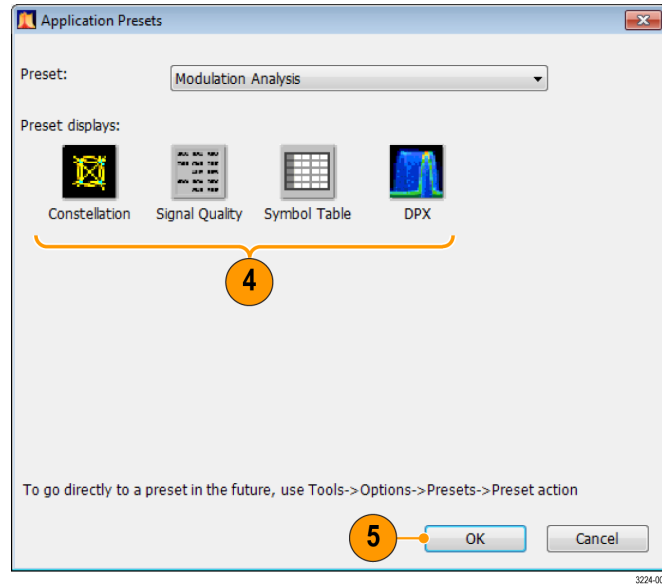 Application Presets
Preset:
Modulation Analysis
Preset displays:
Constellation
Signal Quality
Symbol Table
DPX
4
To go directly to a preset in the future, use Tools->Options->Presets->Preset action
5
OK
Cancel